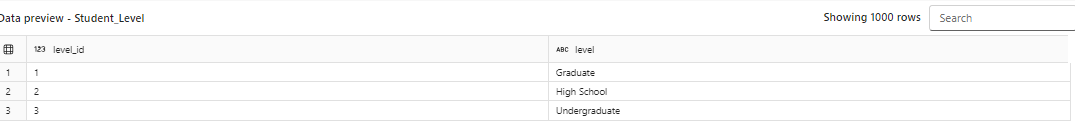 Data preview - Student_Level
Showing 1000 rows
Search
123 level_id ABC level
1 1 Graduate
2 2 High School
3 3 Undergraduate